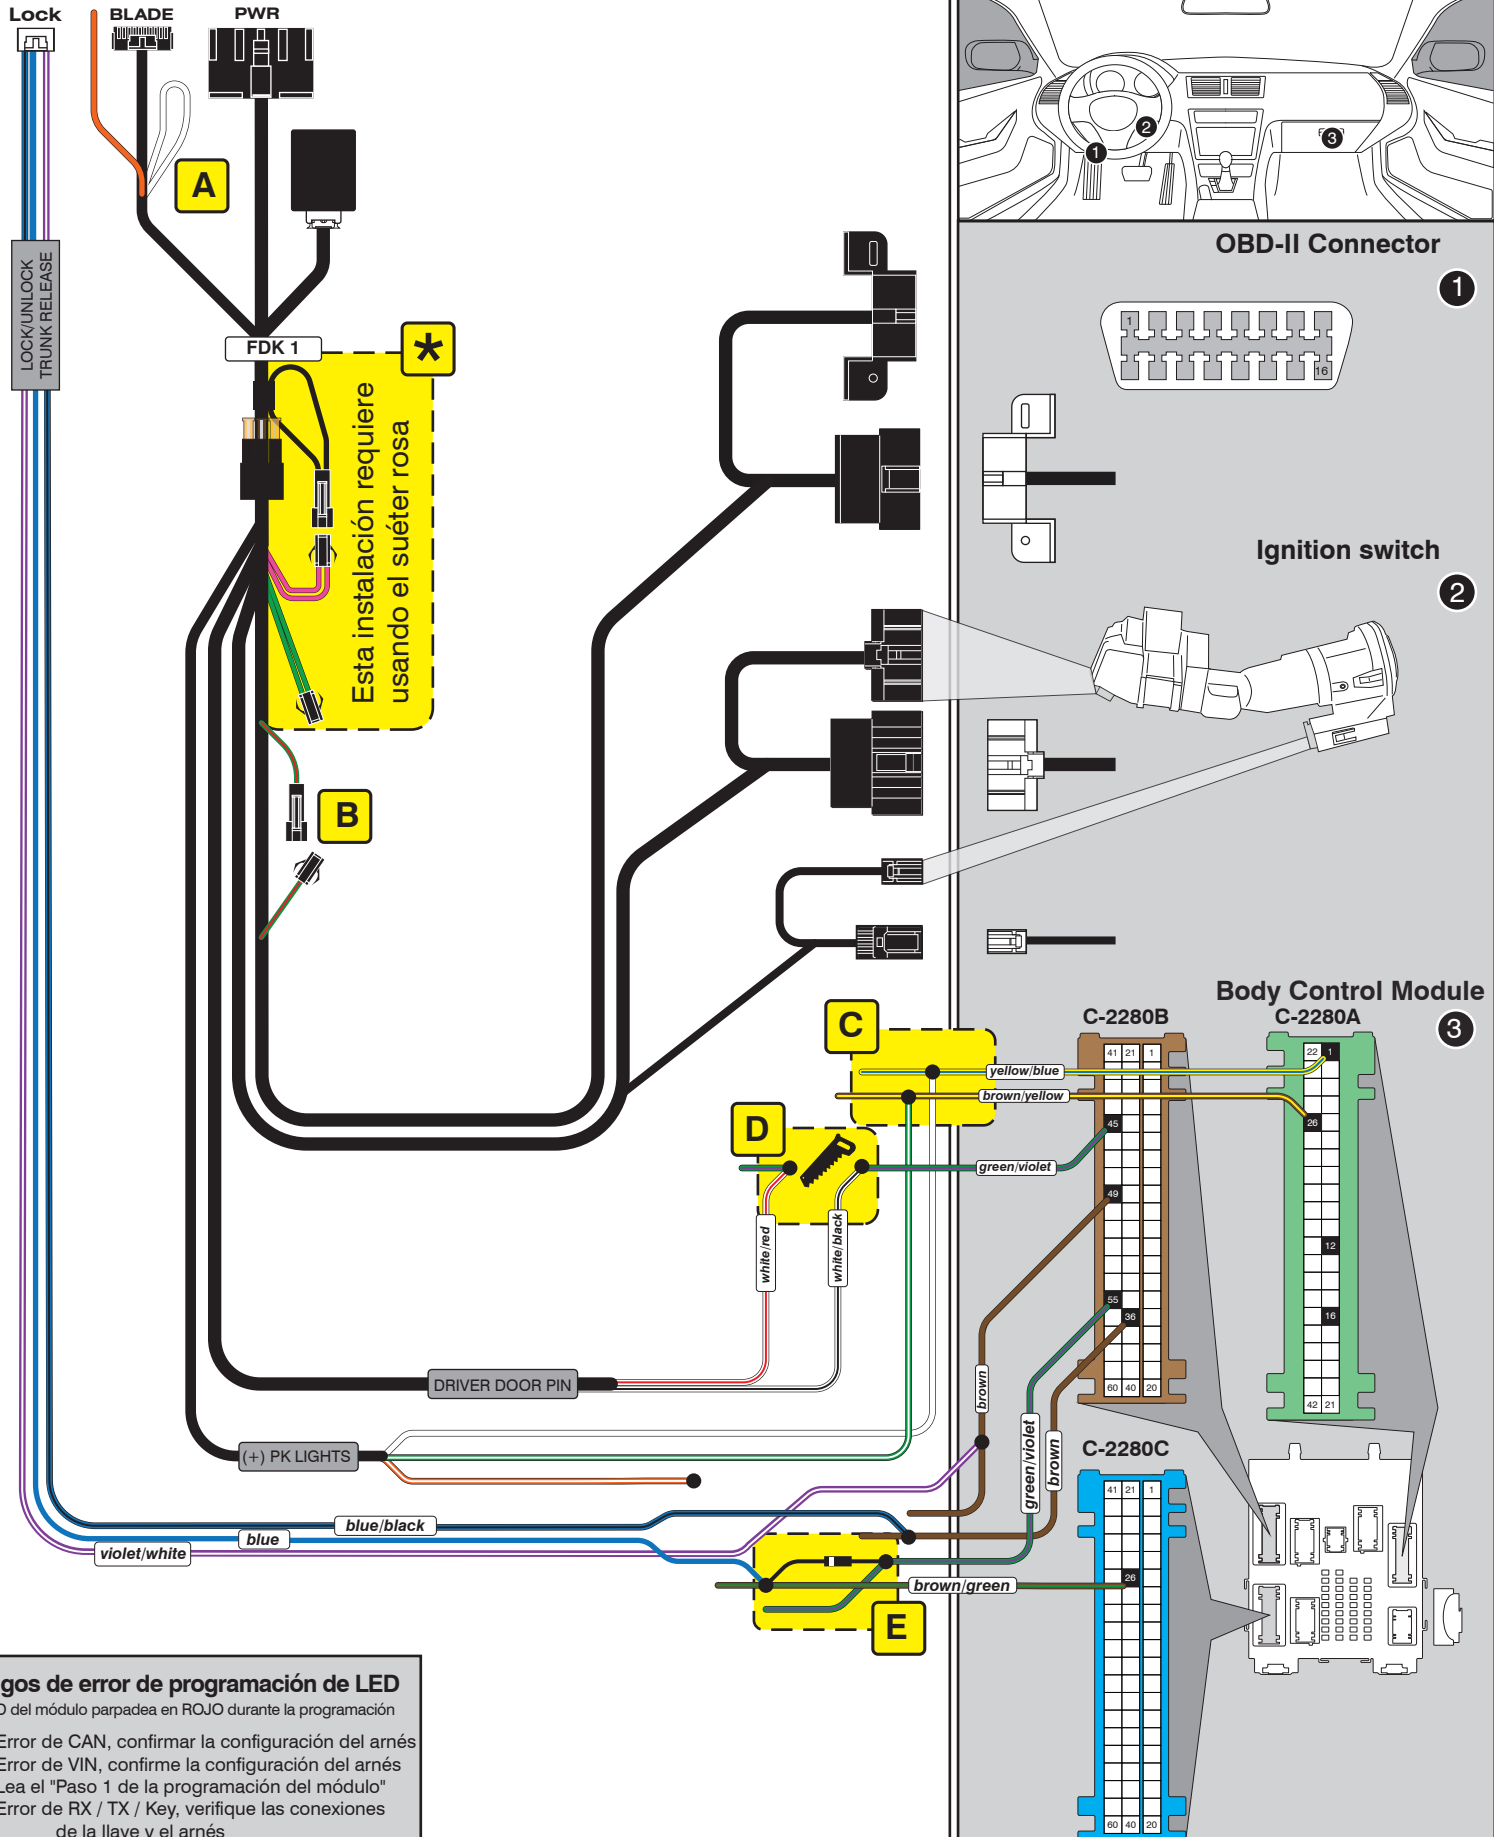 Lock
BLADE
PWR
A
LOCK/UNLOCK
TRUNK RELEASE
FDK 1
*
Esta instalación requiere
usando el suéter rosa
B
1
2
3
OBD-II Connector
1
1
16
Ignition switch
2
Body Control Module
3
C-2280B
C-2280A
41 21 1
22 1
C
yellow/blue
brown/yellow
45
26
D
green/violet
49
white/red
white/black
12
55
36
16
60 40 20
42 21
DRIVER DOOR PIN
brown
green/violet
brown
(+) PK LIGHTS
C-2280C
41 21 1
blue/black
blue
violet/white
26
brown/green
E
60 40 20
gos de error de programación de LED
D del módulo parpadea en ROJO durante la programación
Error de CAN, confirmar la configuración del arnés
Error de VIN, confirme la configuración del arnés
Lea el "Paso 1 de la programación del módulo"
Error de RX / TX / Key, verifique las conexiones
de la llave y el arnés